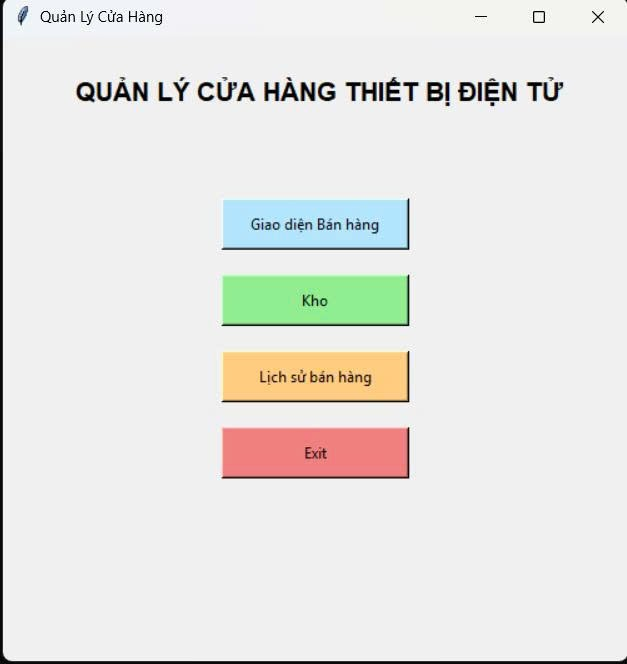 Quản Lý Cửa Hàng
QUẢN LÝ CỬA HÀNG THIẾT BỊ ĐIỆN TỬ
Giao diện Bán hàng
Kho
Lịch sử bán hàng
Exit